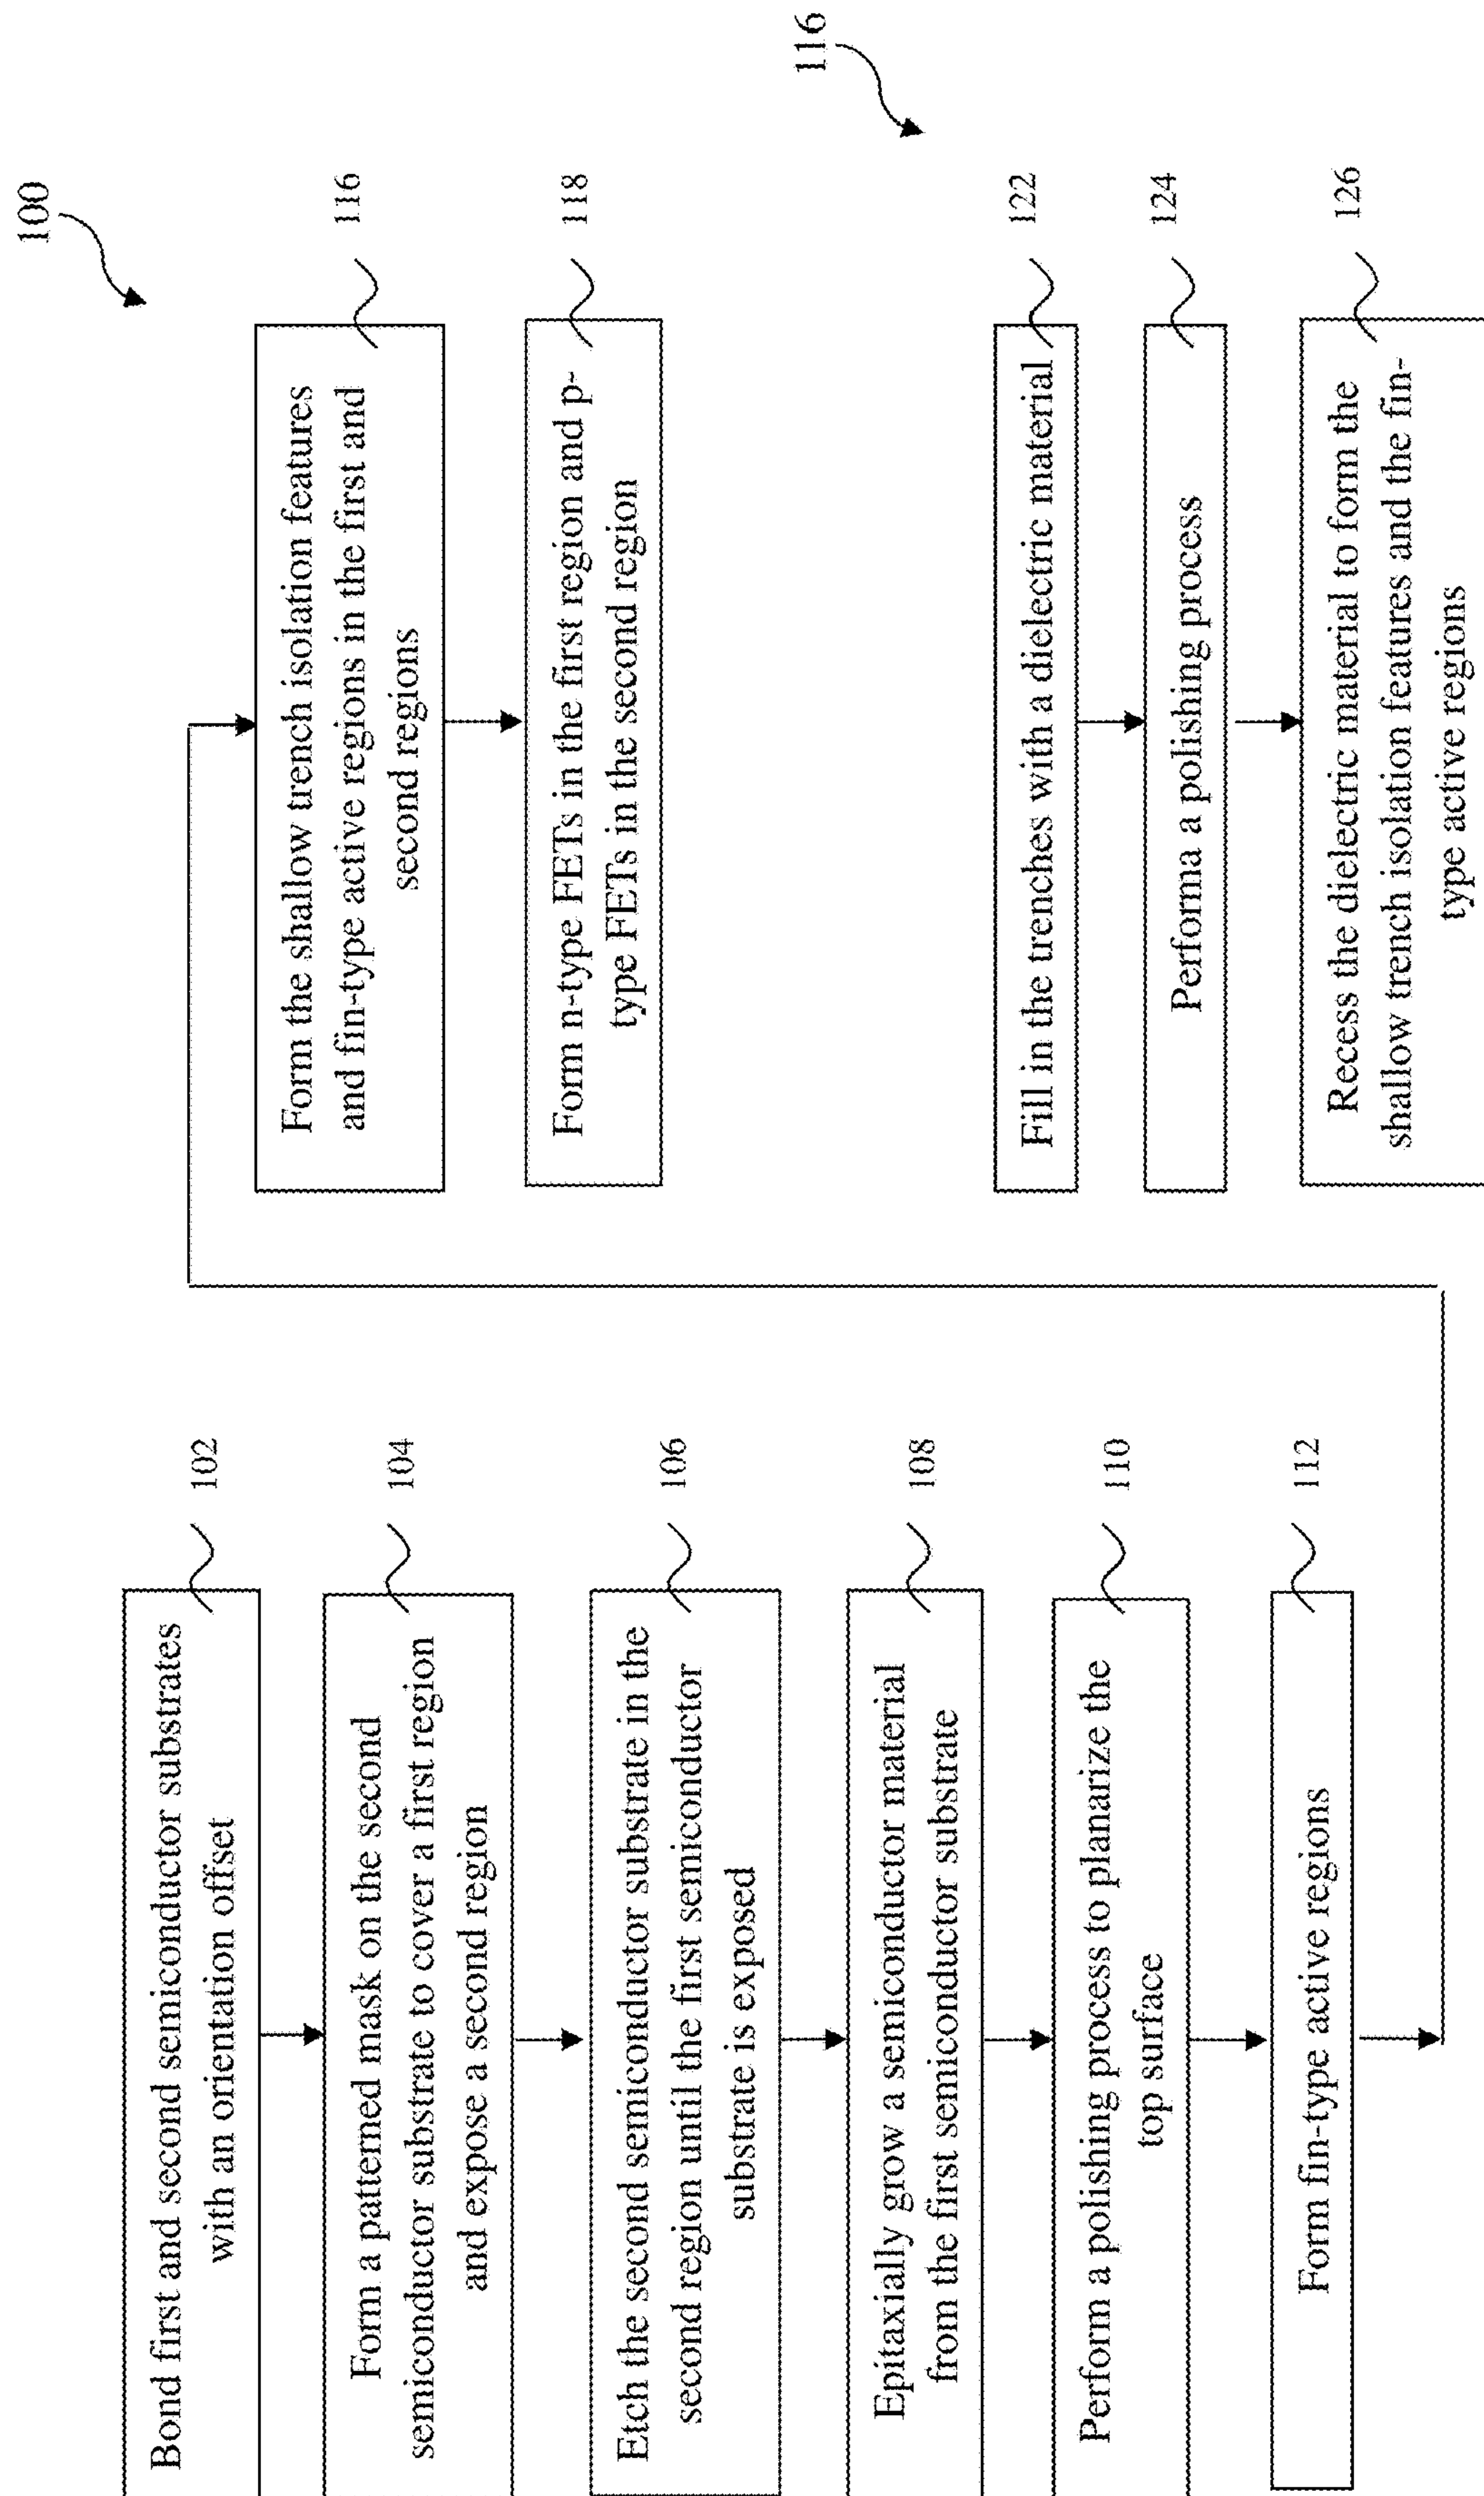 100
Bond first and second semiconductor substrates
with an orientation offset
102
Form a patterned mask on the second
semiconductor substrate to cover a first region
and expose a second region
104
Etch the second semiconductor substrate in the
second region until the first semiconductor
substrate is exposed
106
Epitaxially grow a semiconductor material
from the first semiconductor substrate
108
Perform a polishing process to planarize the
top surface
110
Form fin-type active regions
112
Form the shallow trench isolation features
and fin-type active regions in the first and
second regions
116
Form n-type FETs in the first region and p-
type FETs in the second region
118
116
Fill in the trenches with a dielectric material
122
Performa a polishing process
124
Recess the dielectric material to form the
shallow trench isolation features and the fin-
type active regions
126